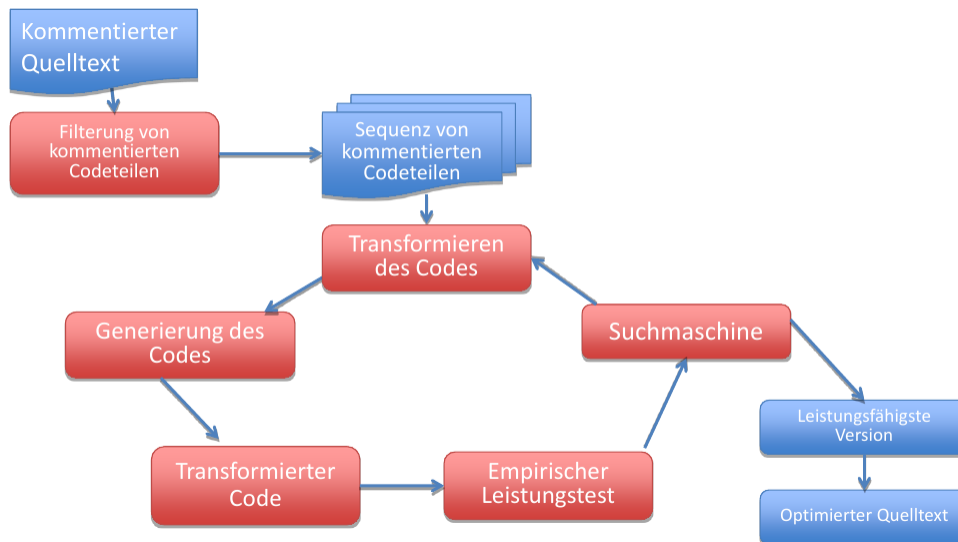 Kommentierter
Quelltext
Filterung von
kommentierten
Codeteilen
Sequenz von
kommentierten
Codeteilen
Transformieren
des Codes
Generierung des
Codes
Suchmaschine
Transformierter
Code
Empirischer
Leistungstest
Leistungsfähigste
Version
Optimierter Quelltext